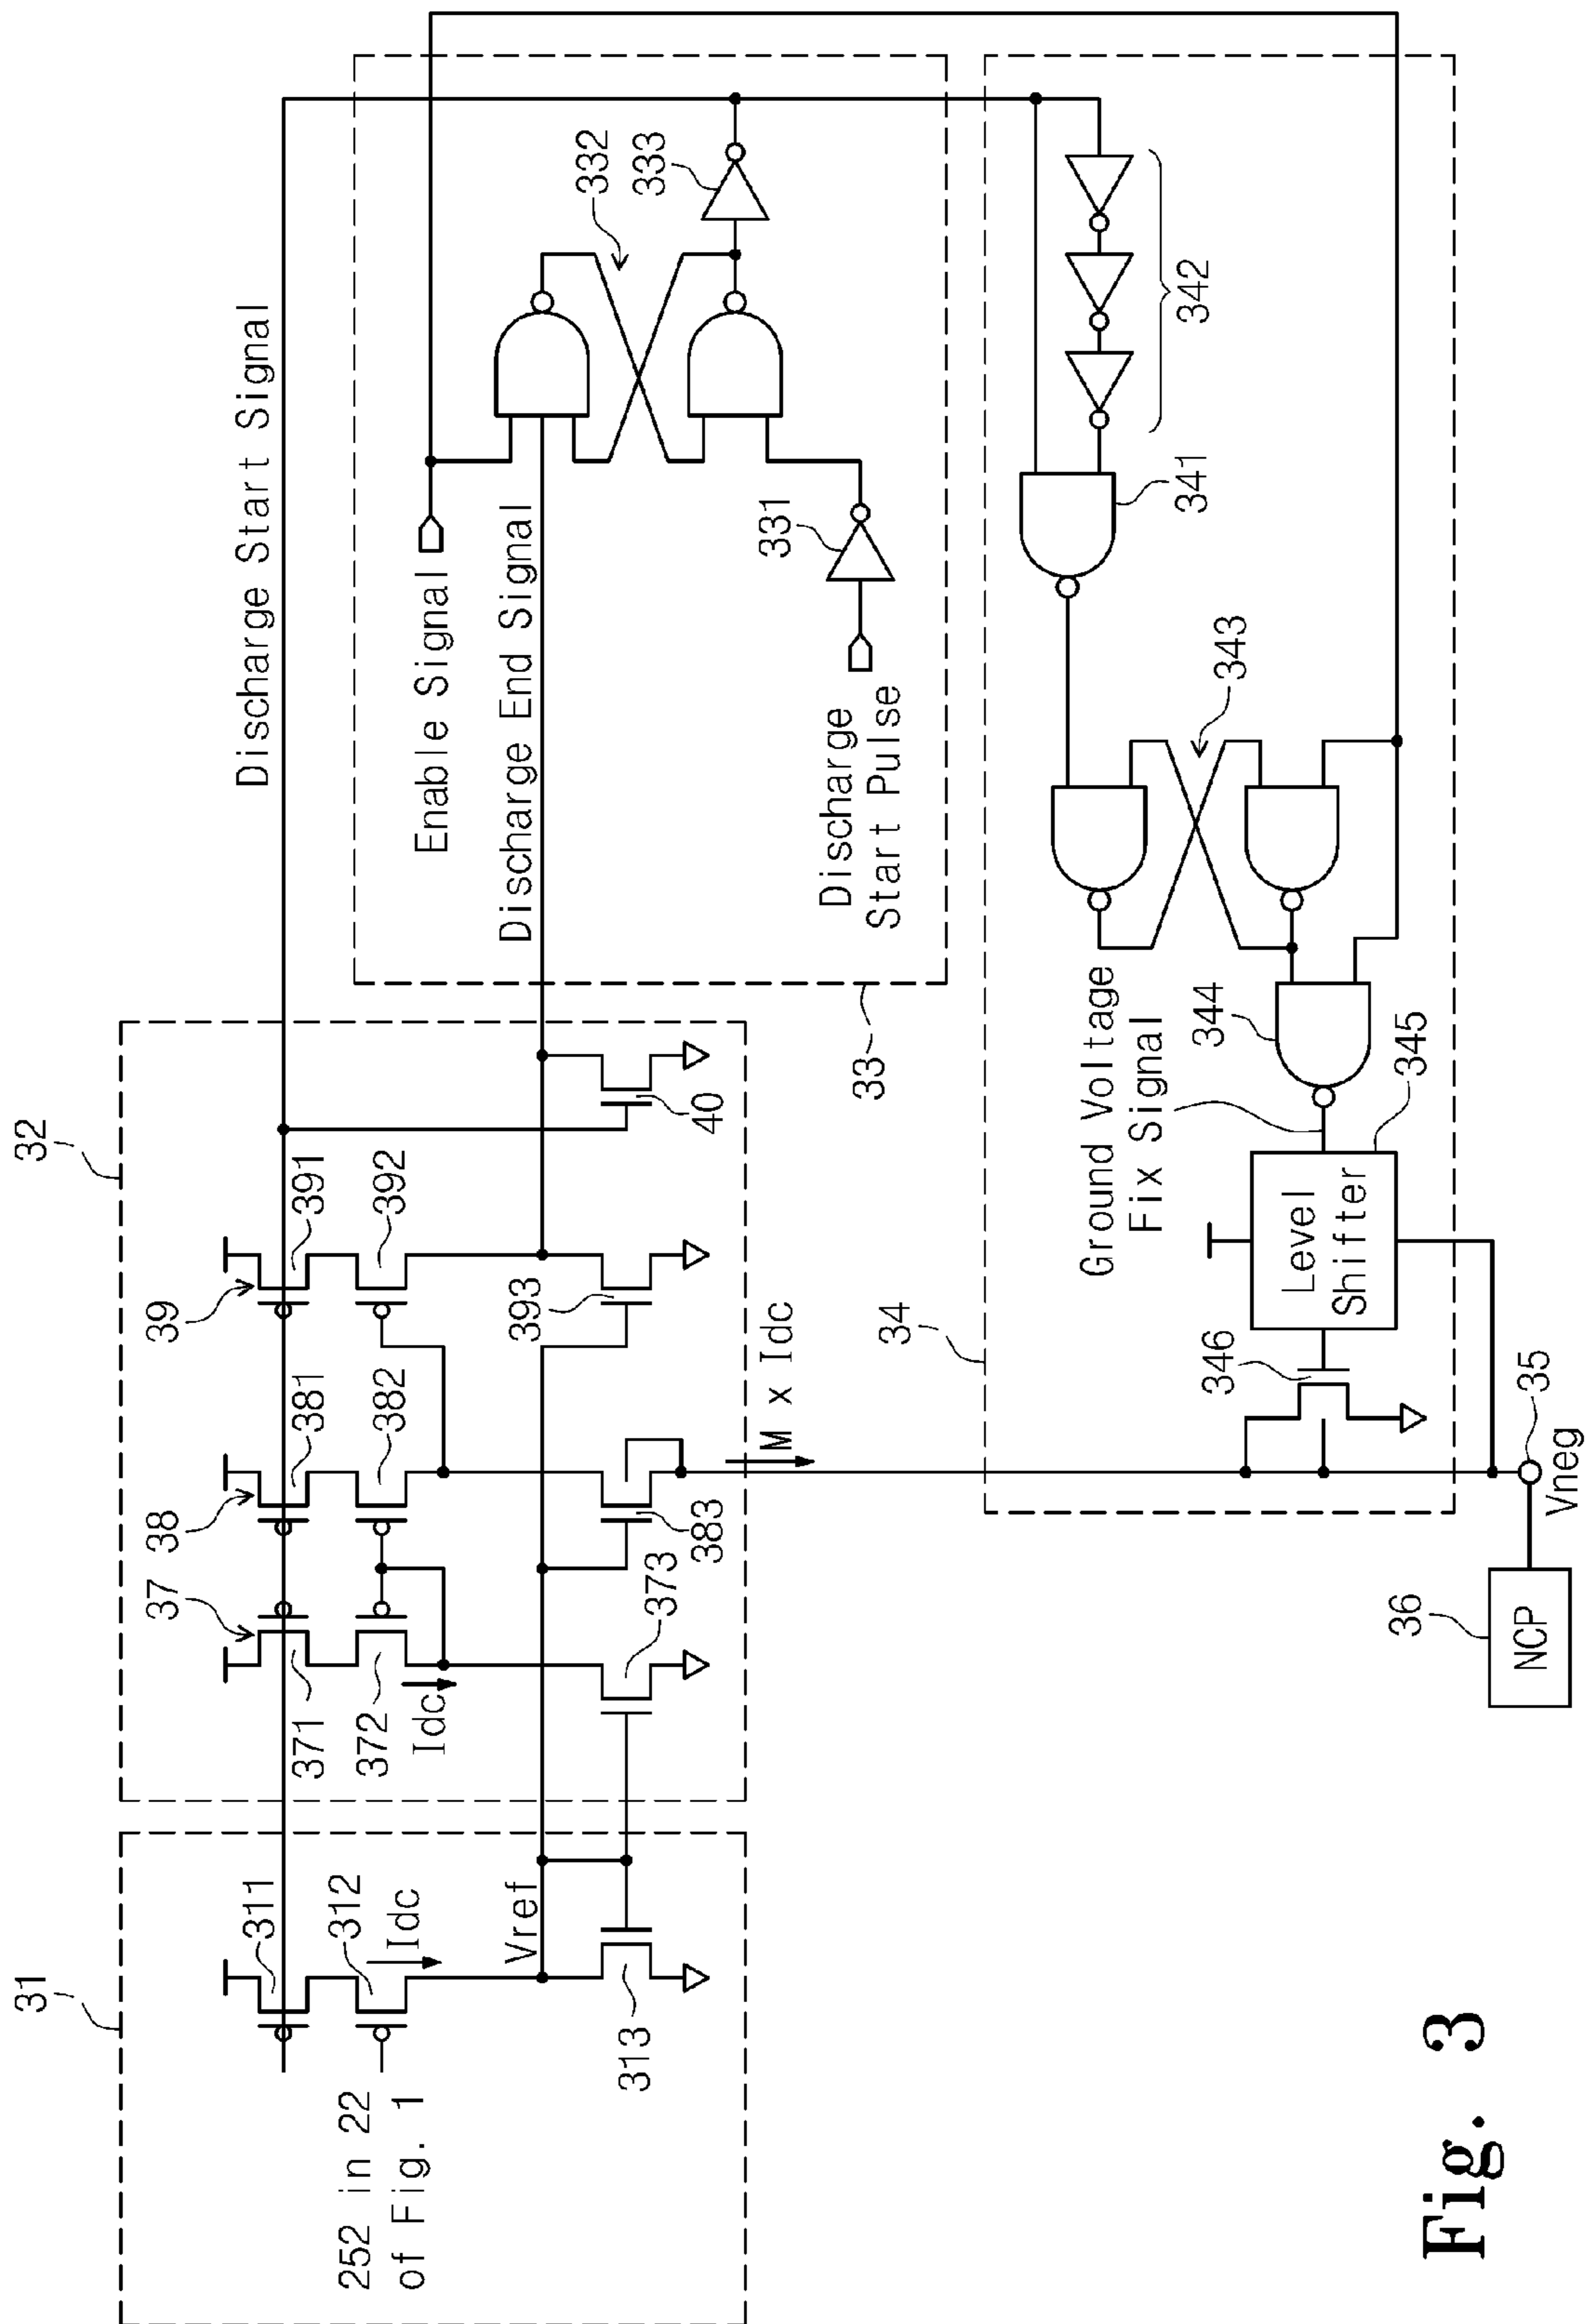 31
311
312
Idc
252 in 22
of Fig. 1
Vref
313
32
37
371
372
Idc
373
38
381
382
383
M x Idc
39
391
392
393
40
Discharge Start Signal
Enable Signal
Discharge End Signal
332
333
331
Discharge
Start Pulse
33
34
342
341
343
Ground Voltage
Fix Signal
344
345
Level
Shifter
346
35
Vneg
36
NCP
Fig. 3